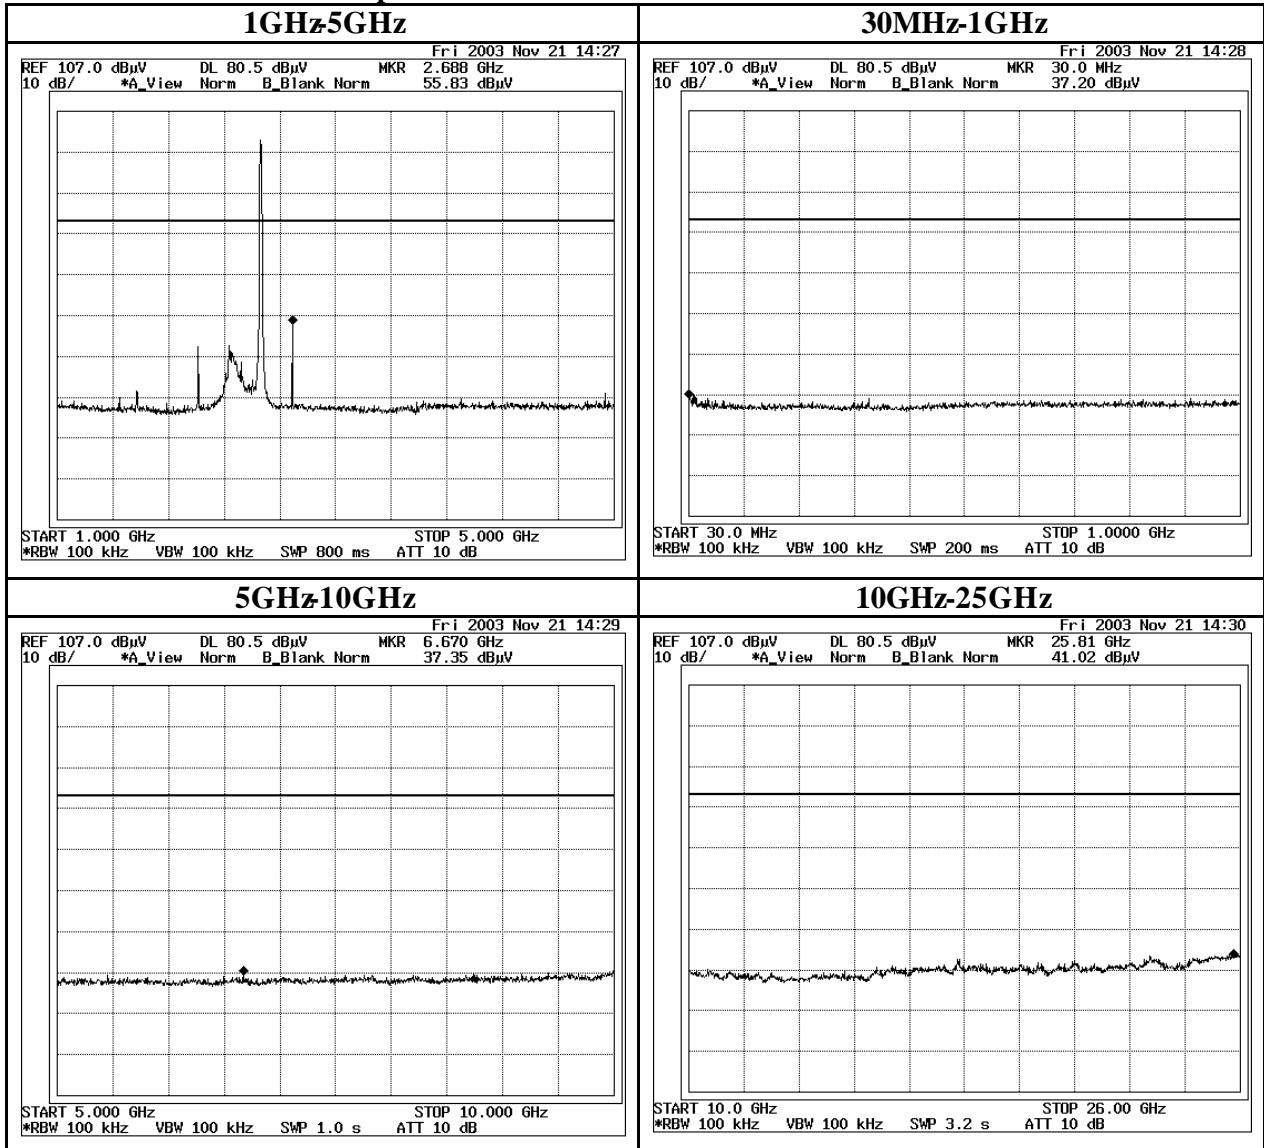 1GHz-5GHz
Fri 2003 Nov 21 14:27
REF 107.0 dBµV DL 80.5 dBµV MKR 2.688 GHz
10 dB/ *A_View Norm B_Blank Norm 55.83 dBµV
START 1.000 GHz STOP 5.000 GHz
*RBW 100 kHz VBW 100 kHz SWP 800 ms ATT 10 dB
30MHz-1GHz
Fri 2003 Nov 21 14:28
REF 107.0 dBµV DL 80.5 dBµV MKR 30.0 MHz
10 dB/ *A_View Norm B_Blank Norm 37.20 dBµV
START 30.0 MHz STOP 1.0000 GHz
*RBW 100 kHz VBW 100 kHz SWP 200 ms ATT 10 dB
5GHz-10GHz
Fri 2003 Nov 21 14:29
REF 107.0 dBµV DL 80.5 dBµV MKR 6.670 GHz
10 dB/ *A_View Norm B_Blank Norm 37.35 dBµV
START 5.000 GHz STOP 10.000 GHz
*RBW 100 kHz VBW 100 kHz SWP 1.0 s ATT 10 dB
10GHz-25GHz
Fri 2003 Nov 21 14:30
REF 107.0 dBµV DL 80.5 dBµV MKR 25.81 GHz
10 dB/ *A_View Norm B_Blank Norm 41.02 dBµV
START 10.0 GHz STOP 26.00 GHz
*RBW 100 kHz VBW 100 kHz SWP 3.2 s ATT 10 dB